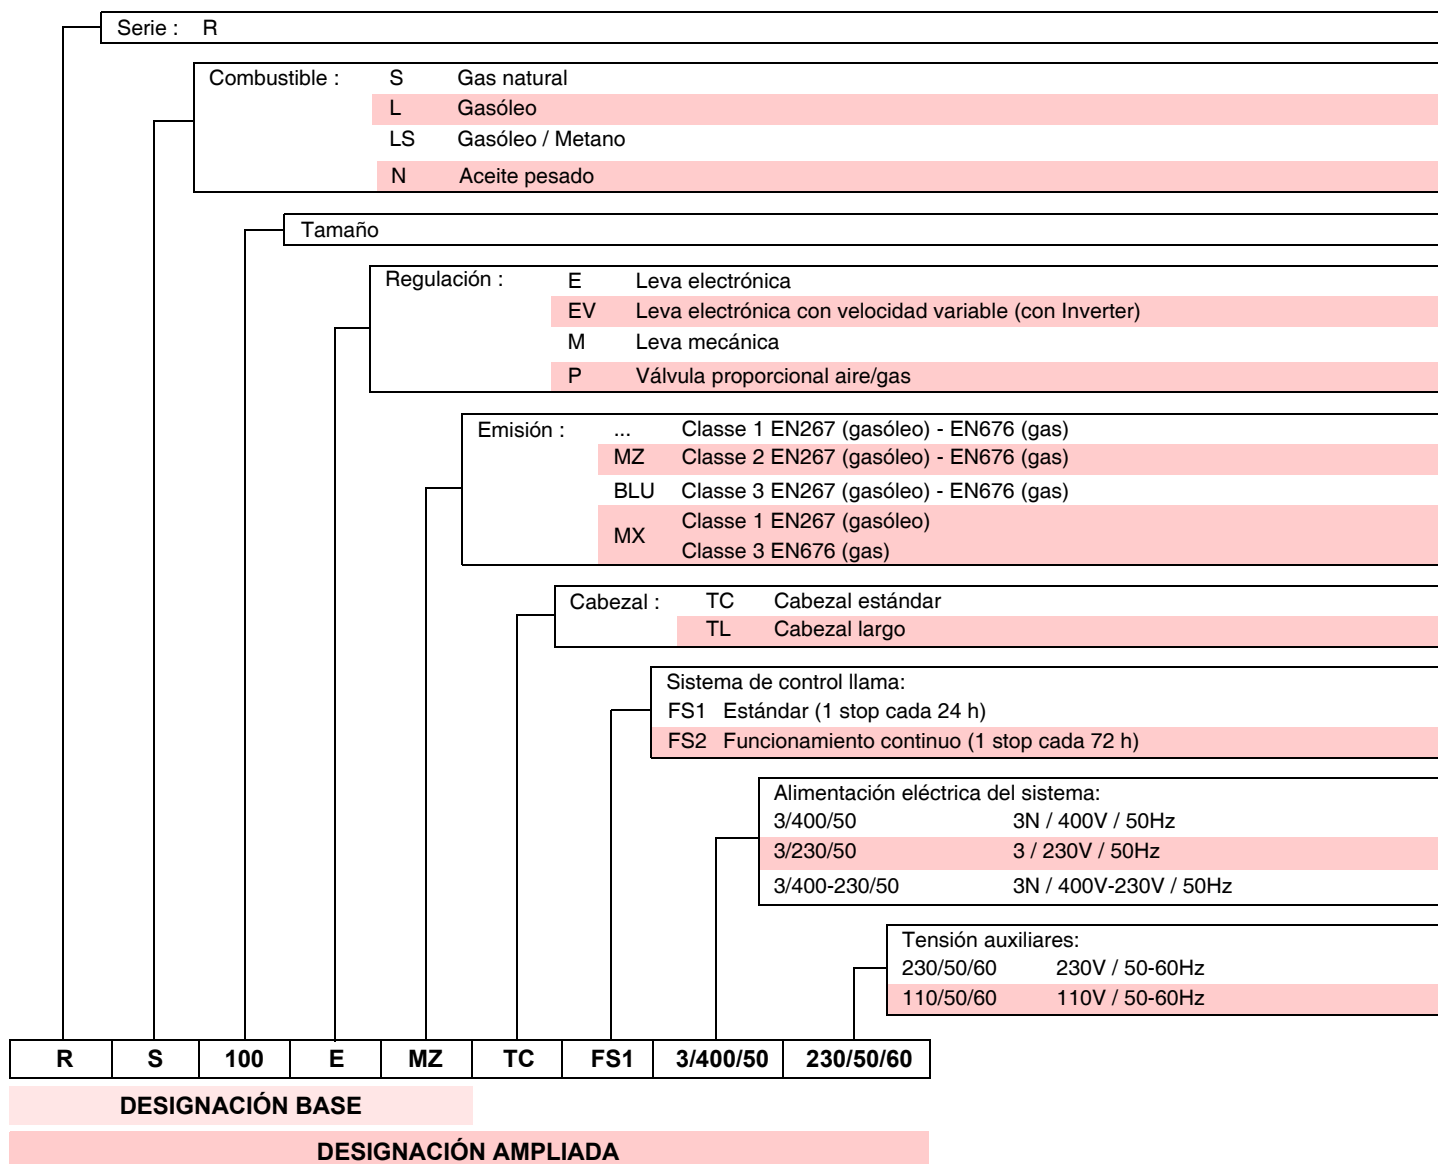 Serie : R
Combustible : S Gas natural
L Gasóleo
LS Gasóleo / Metano
N Aceite pesado
Tamaño
Regulación : E Leva electrónica
EV Leva electrónica con velocidad variable (con Inverter)
M Leva mecánica
P Válvula proporcional aire/gas
Emisión : ... Classe 1 EN267 (gasóleo) - EN676 (gas)
MZ Classe 2 EN267 (gasóleo) - EN676 (gas)
BLU Classe 3 EN267 (gasóleo) - EN676 (gas)
MX Classe 1 EN267 (gasóleo)
Classe 3 EN676 (gas)
Cabezal : TC Cabezal estándar
TL Cabezal largo
Sistema de control llama:
FS1 Estándar (1 stop cada 24 h)
FS2 Funcionamiento continuo (1 stop cada 72 h)
Alimentación eléctrica del sistema:
3/400/50 3N / 400V / 50Hz
3/230/50 3 / 230V / 50Hz
3/400-230/50 3N / 400V-230V / 50Hz
Tensión auxiliares:
230/50/60 230V / 50-60Hz
110/50/60 110V / 50-60Hz
R S 100 E MZ TC FS1 3/400/50 230/50/60
DESIGNACIÓN BASE
DESIGNACIÓN AMPLIADA